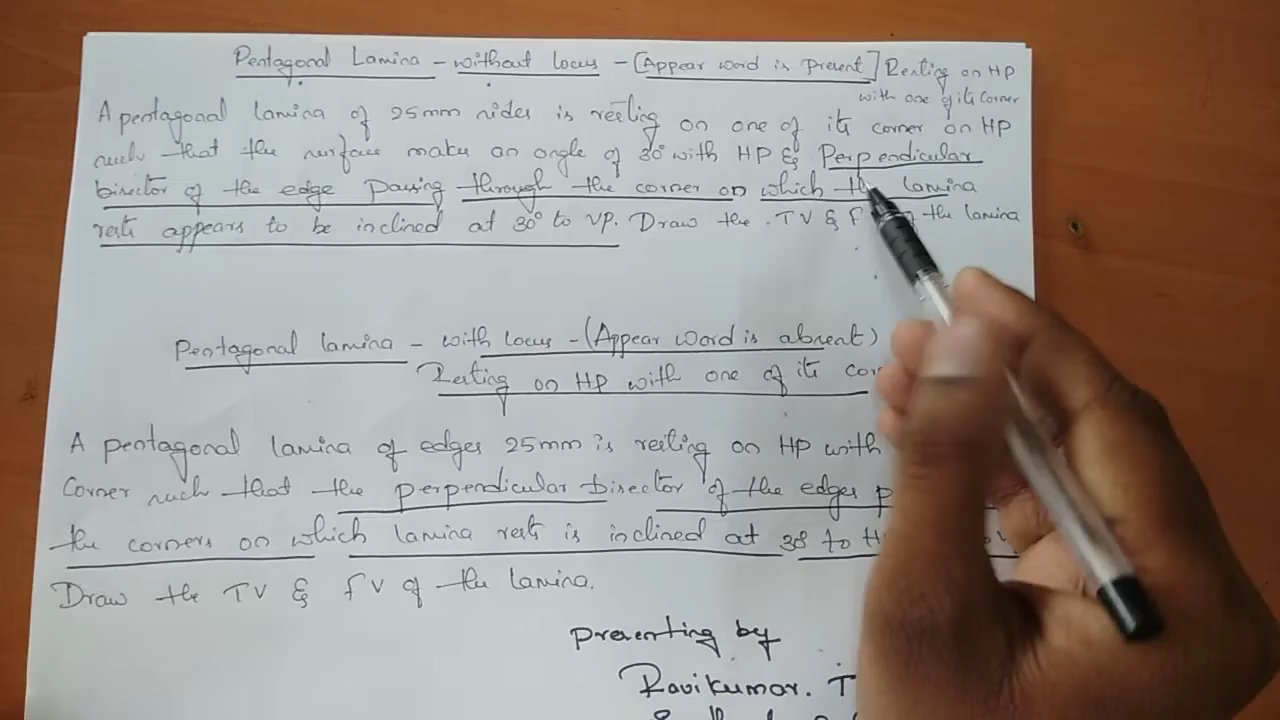 Pentagonal Lamina - without locus - [Appear word is present] Resting on HP
with one of its corner
A pentagonal lamina of 25mm sides is resting on one of its corner on HP
such that the surface makes an angle of 30° with HP & Perpendicular
bisector of the edge passing through the corner on which the lamina
rests appears to be inclined at 30° to VP. Draw the TV & F the lamina
Pentagonal lamina - with locus - (Appear word is absent)
Resting on HP with one of its
A pentagonal lamina of edges 25mm is resting on HP with
Corner such that the perpendicular bisector of the edges
the corners on which lamina rests is inclined at 30° to
Draw the TV & FV of the lamina.
Presenting by
Ravikumar. T